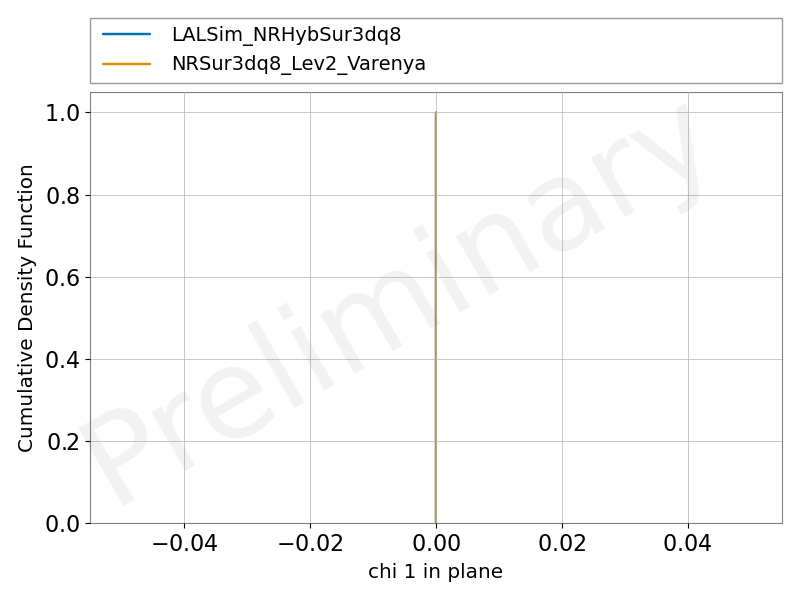 LALSim_NRHybSur3dq8
NRSur3dq8_Lev2_Varenya
Preliminary
Cumulative Density Function
1.0
0.8
0.6
0.4
0.2
0.0
−0.04 −0.02 0.00 0.02 0.04
chi 1 in plane